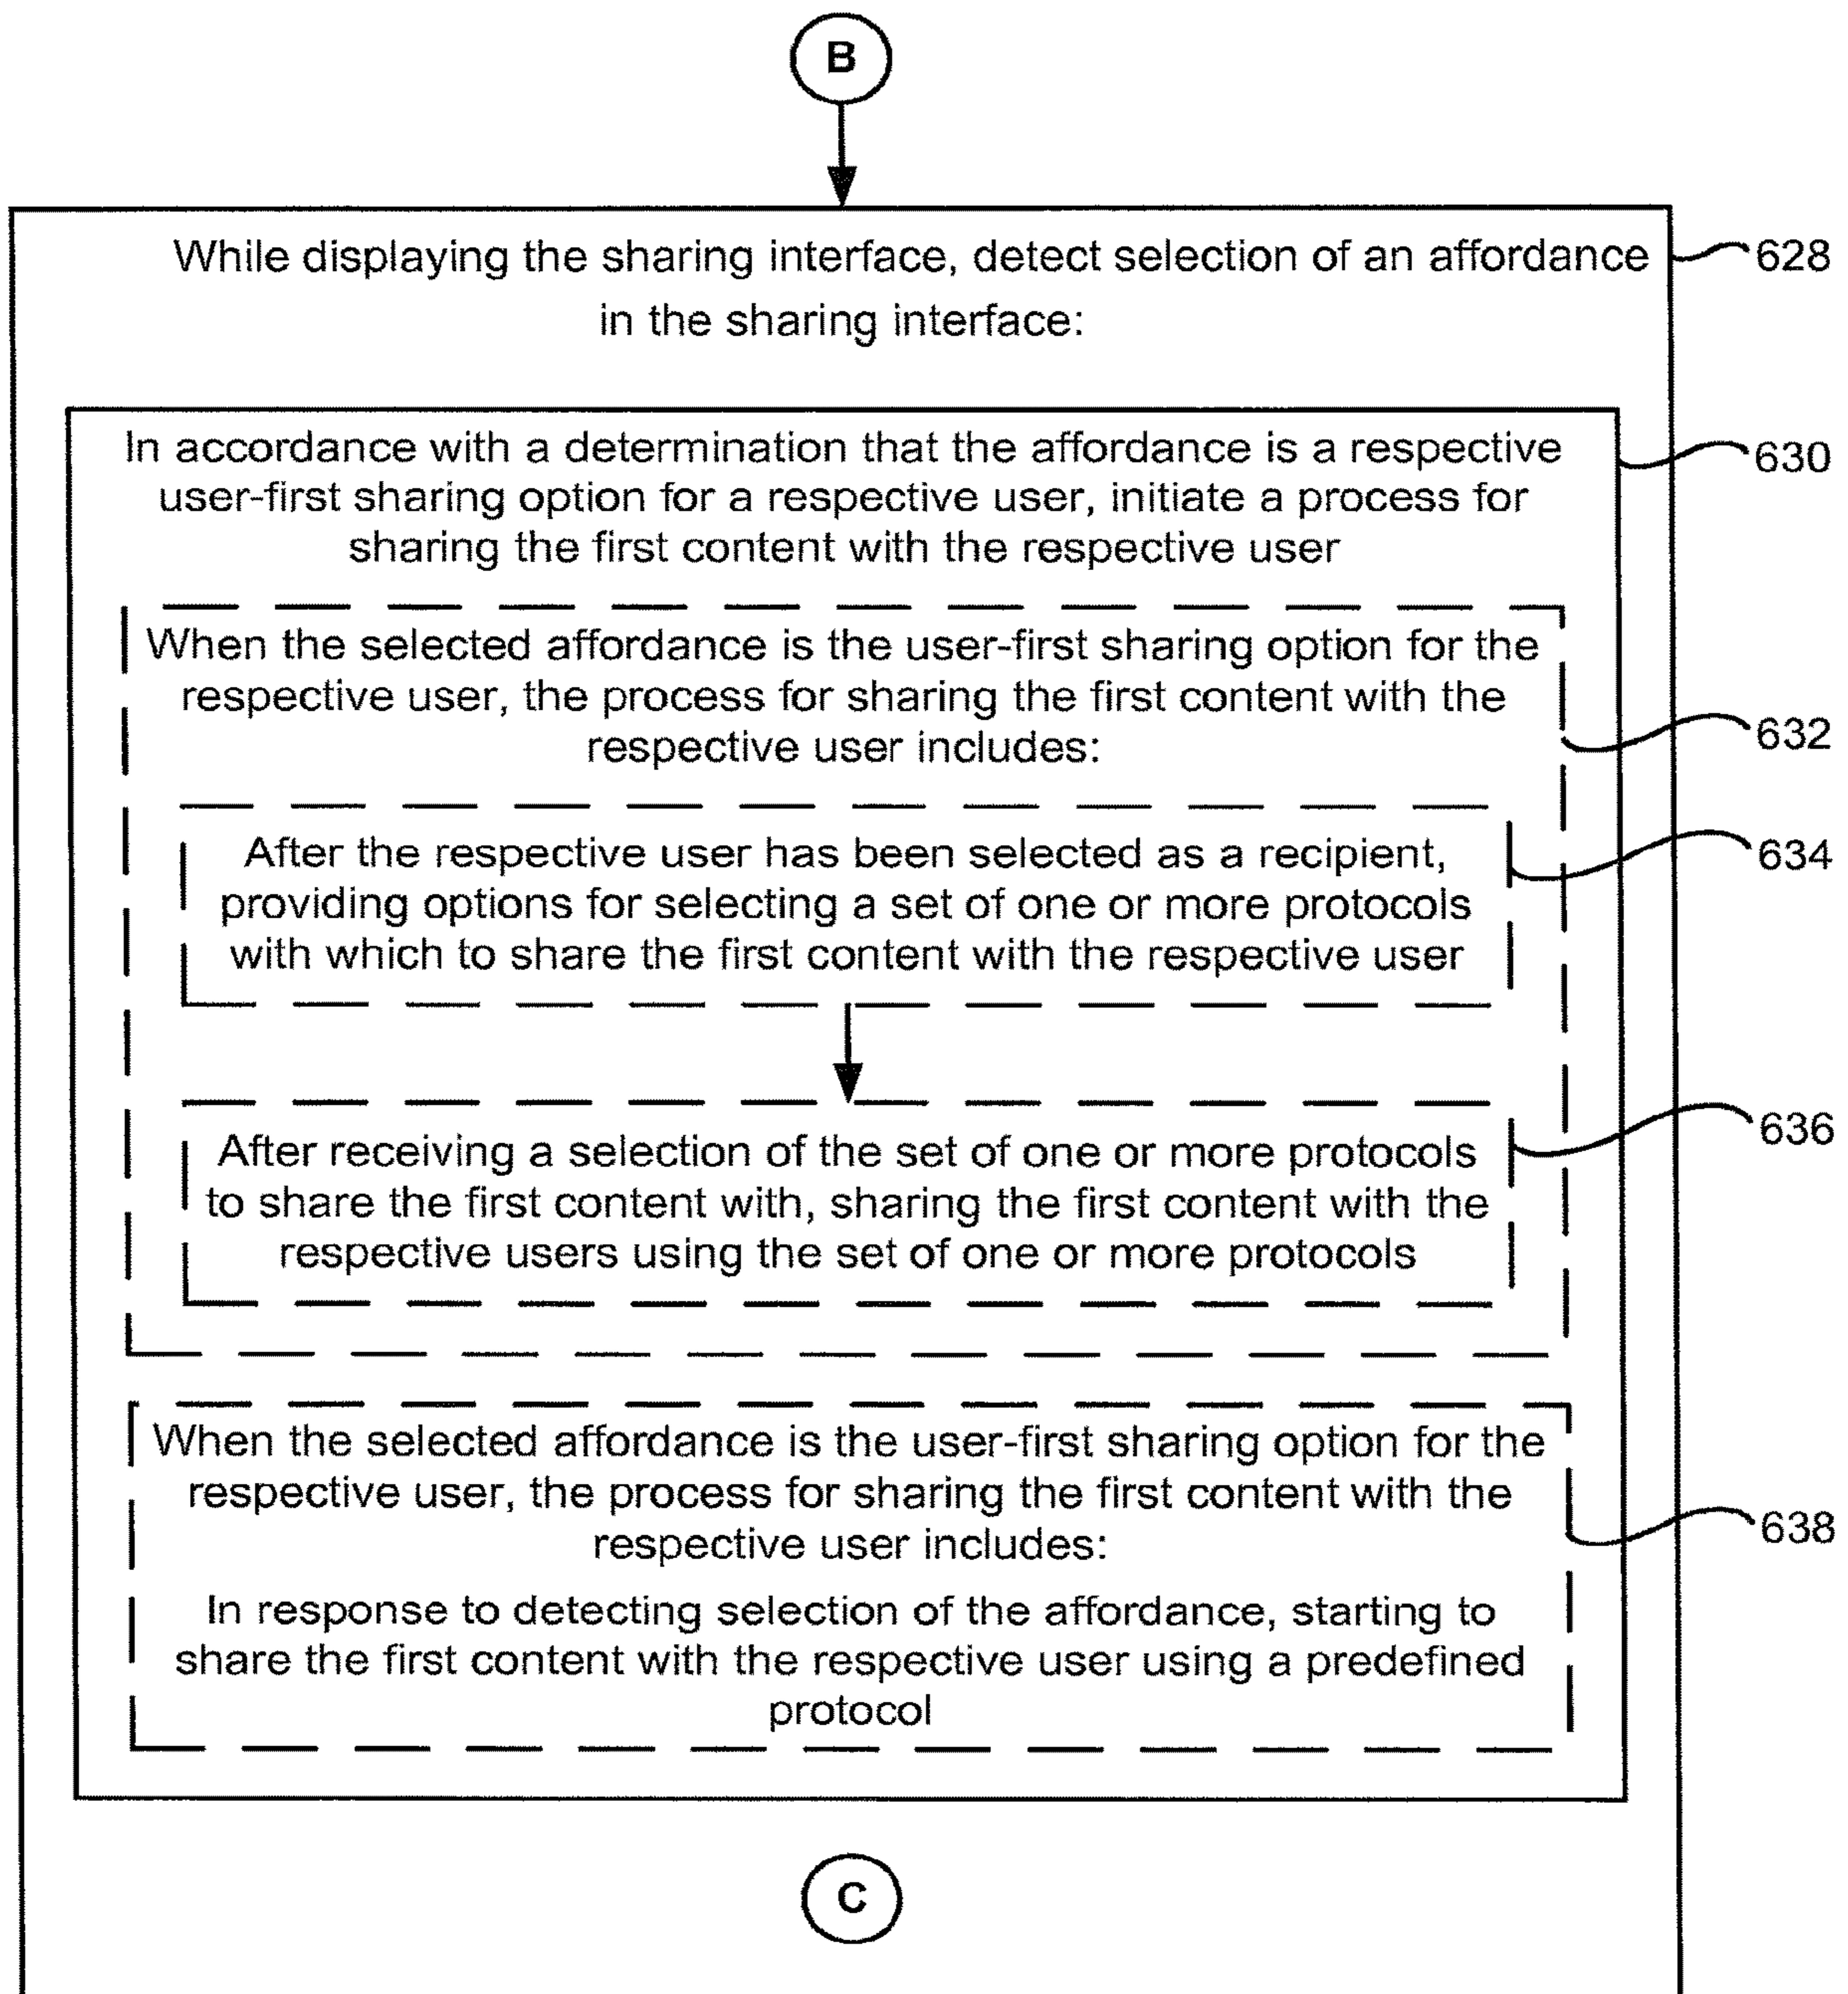 B
While displaying the sharing interface, detect selection of an affordance
in the sharing interface:
628
In accordance with a determination that the affordance is a respective
user-first sharing option for a respective user, initiate a process for
sharing the first content with the respective user
630
When the selected affordance is the user-first sharing option for the
respective user, the process for sharing the first content with the
respective user includes:
632
After the respective user has been selected as a recipient,
providing options for selecting a set of one or more protocols
with which to share the first content with the respective user
634
After receiving a selection of the set of one or more protocols
to share the first content with, sharing the first content with the
respective users using the set of one or more protocols
636
When the selected affordance is the user-first sharing option for the
respective user, the process for sharing the first content with the
respective user includes:
638
In response to detecting selection of the affordance, starting to
share the first content with the respective user using a predefined
protocol
C